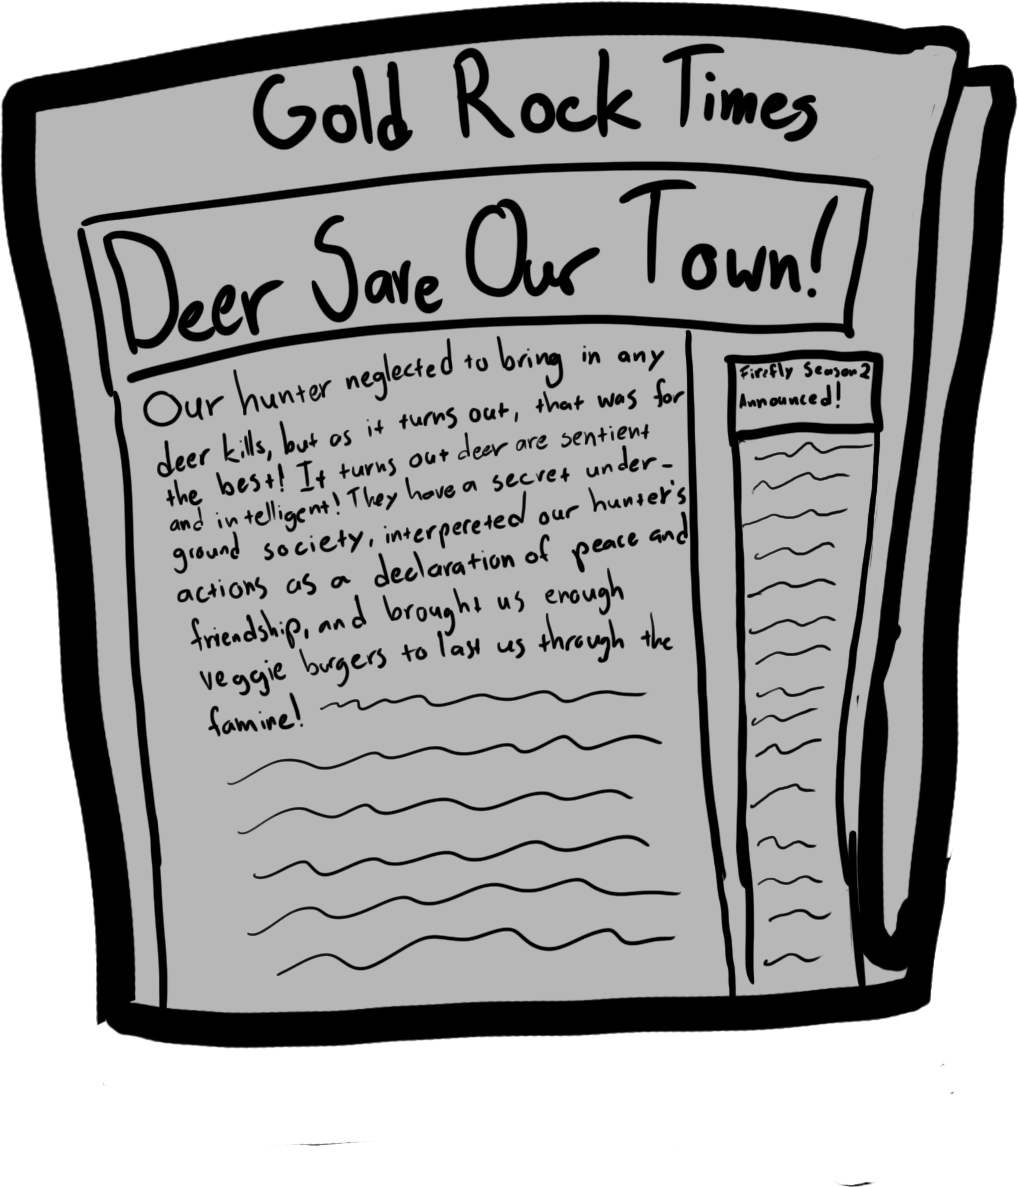 Gold Rock Times
Deer Save Our Town!
Our hunter neglected to bring in any
deer kills, but as it turns out, that was for
the best! It turns out deer are sentient
and intelligent! They have a secret under-
ground society, interpereted our hunter's
actions as a declaration of peace and
friendship, and brought us enough
veggie burgers to last us through the
famine!
Firefly Season 2
Announced!